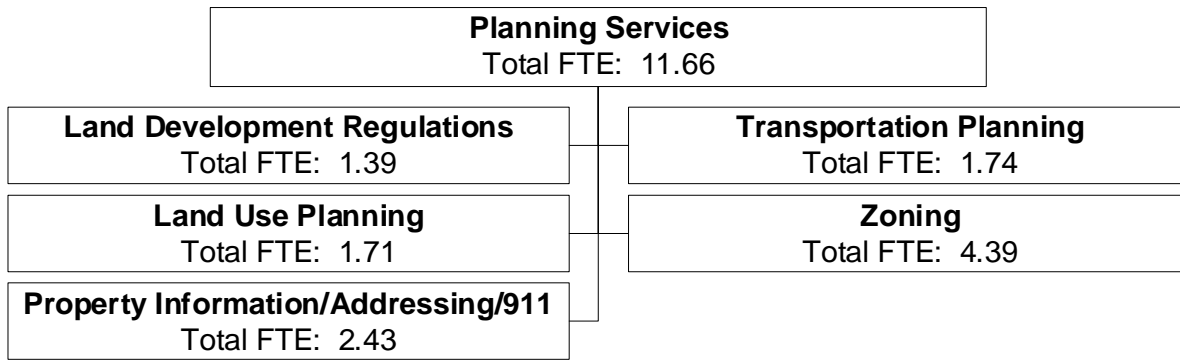 Planning Services
Total FTE: 11.66
Land Development Regulations
Total FTE: 1.39
Transportation Planning
Total FTE: 1.74
Land Use Planning
Total FTE: 1.71
Zoning
Total FTE: 4.39
Property Information/Addressing/911
Total FTE: 2.43